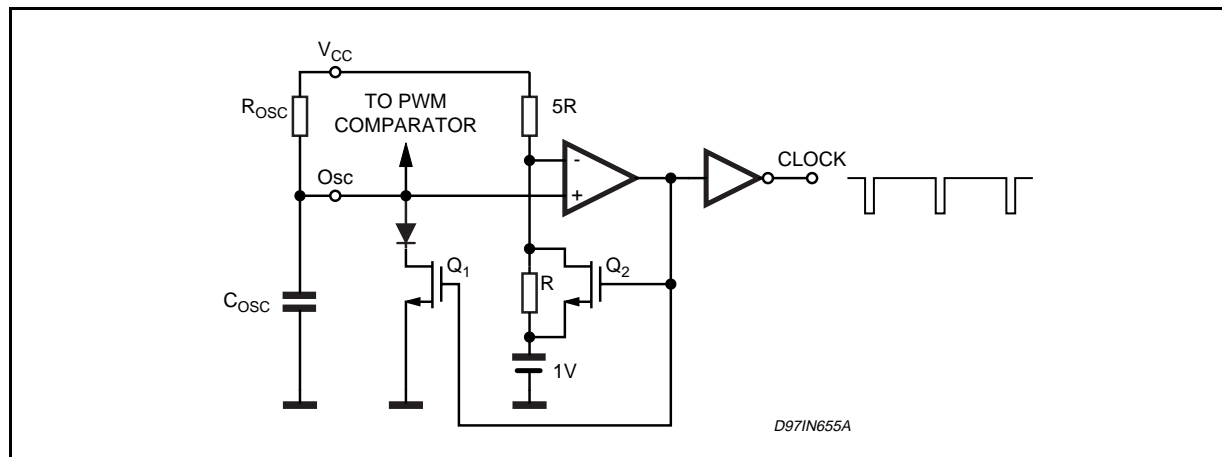 V_CC
R_OSC
TO PWM
COMPARATOR
5R
Osc
-
+
CLOCK
C_OSC
Q_1
R
Q_2
1V
D97IN655A